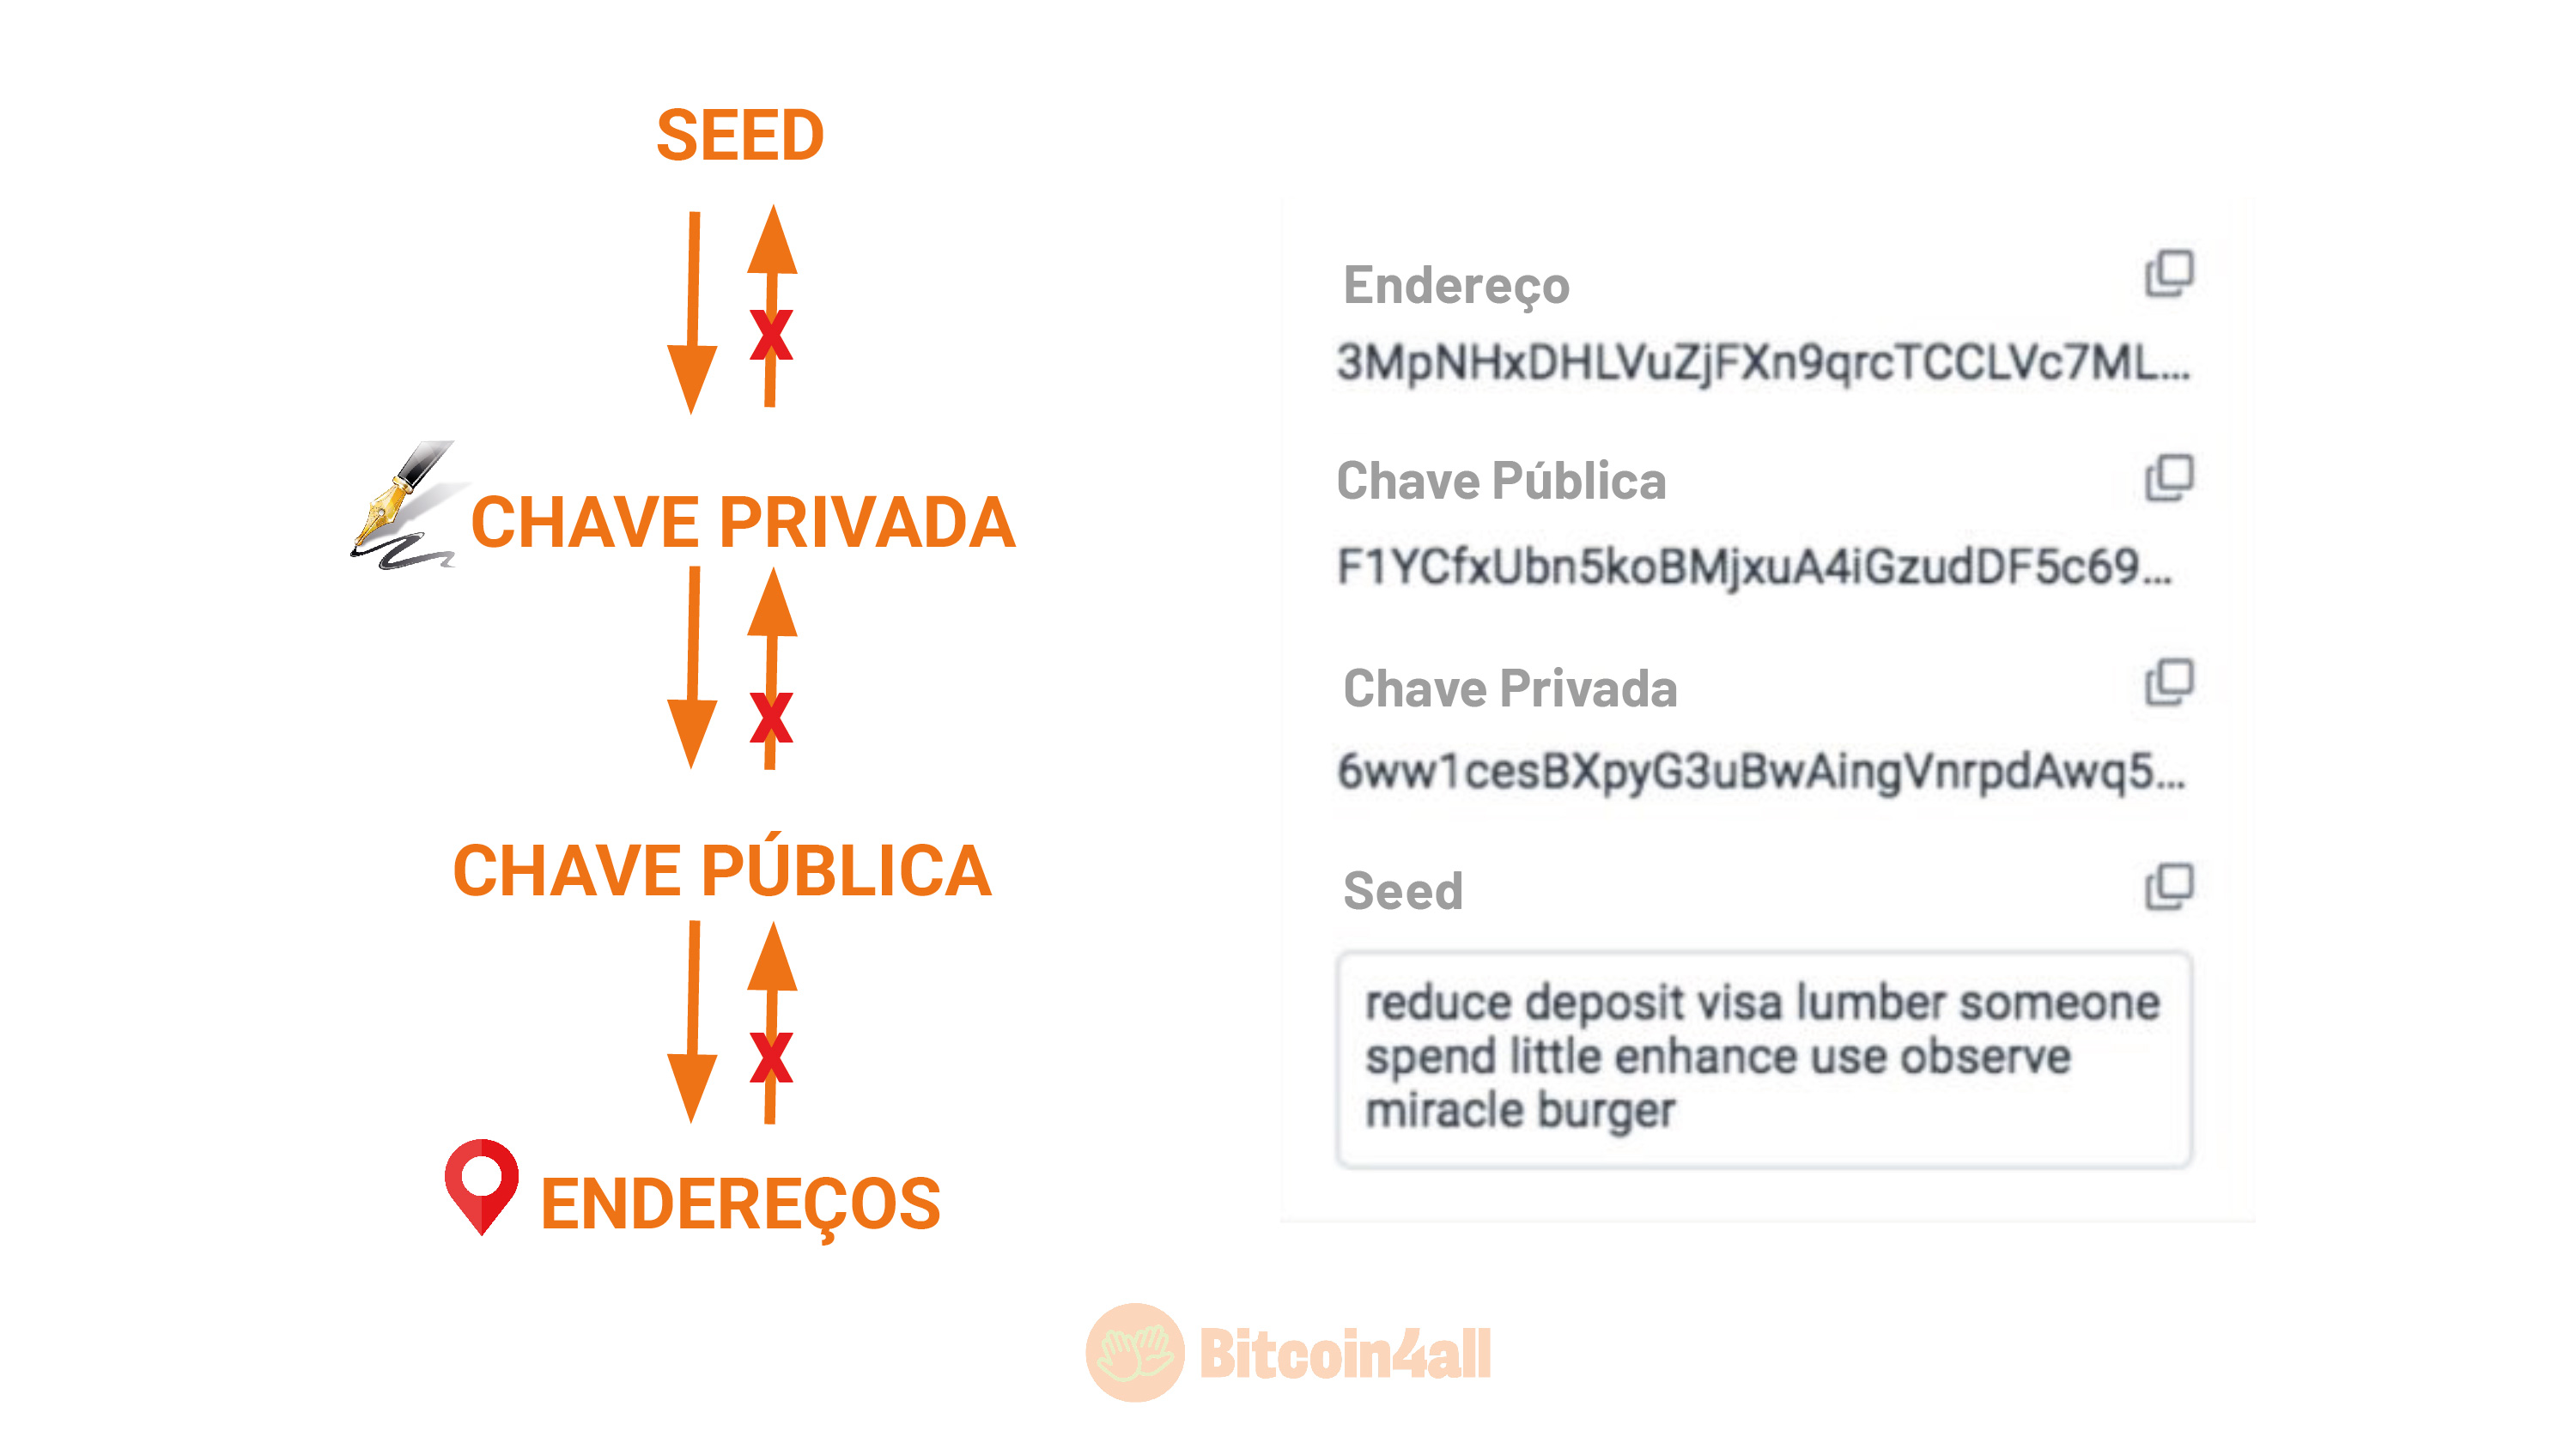 SEED
X
CHAVE PRIVADA
X
CHAVE PÚBLICA
X
ENDEREÇOS
Endereço
3MpNHxDHLVuZjFXn9qrcTCCLVc7ML...
Chave Pública
F1YCfxUbn5koBMjxuA4iGzudDF5c69...
Chave Privada
6ww1cesBXpyG3uBwAingVnrpdAwq5...
Seed
reduce deposit visa lumber someone
spend little enhance use observe
miracle burger
Bitcoin4all